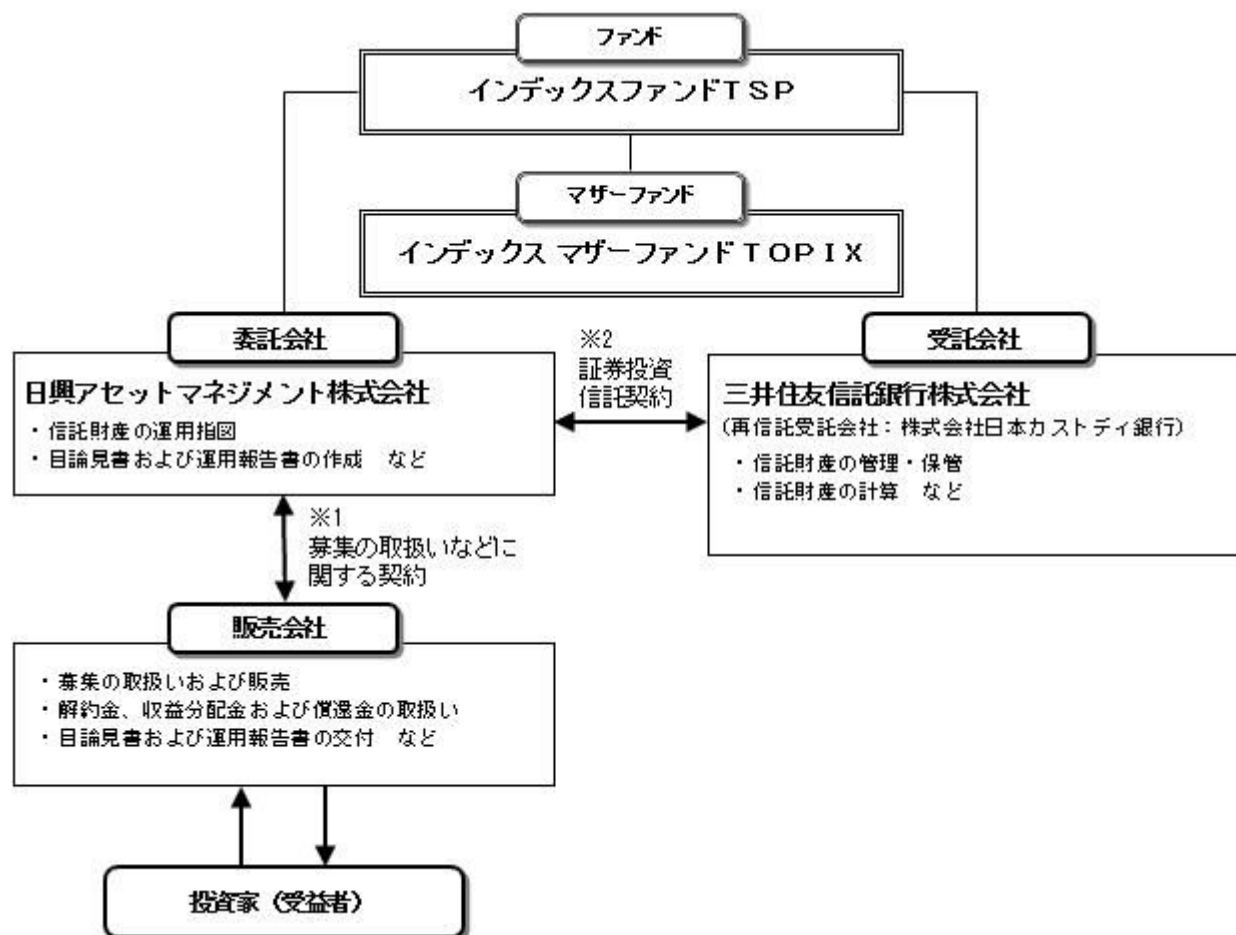 ファンド
インデックスファンドＴＳＰ
マザーファンド
インデックス マザーファンドＴＯＰＩＸ
委託会社
日興アセットマネジメント株式会社
・信託財産の運用指図
・目論見書および運用報告書の作成　など
※2
証券投資
信託契約
受託会社
三井住友信託銀行株式会社
(再信託受託会社：株式会社日本カストディ銀行)
・信託財産の管理・保管
・信託財産の計算　など
※1
募集の取扱いなどに
関する契約
販売会社
・募集の取扱いおよび販売
・解約金、収益分配金および償還金の取扱い
・目論見書および運用報告書の交付　など
投資家（受益者）